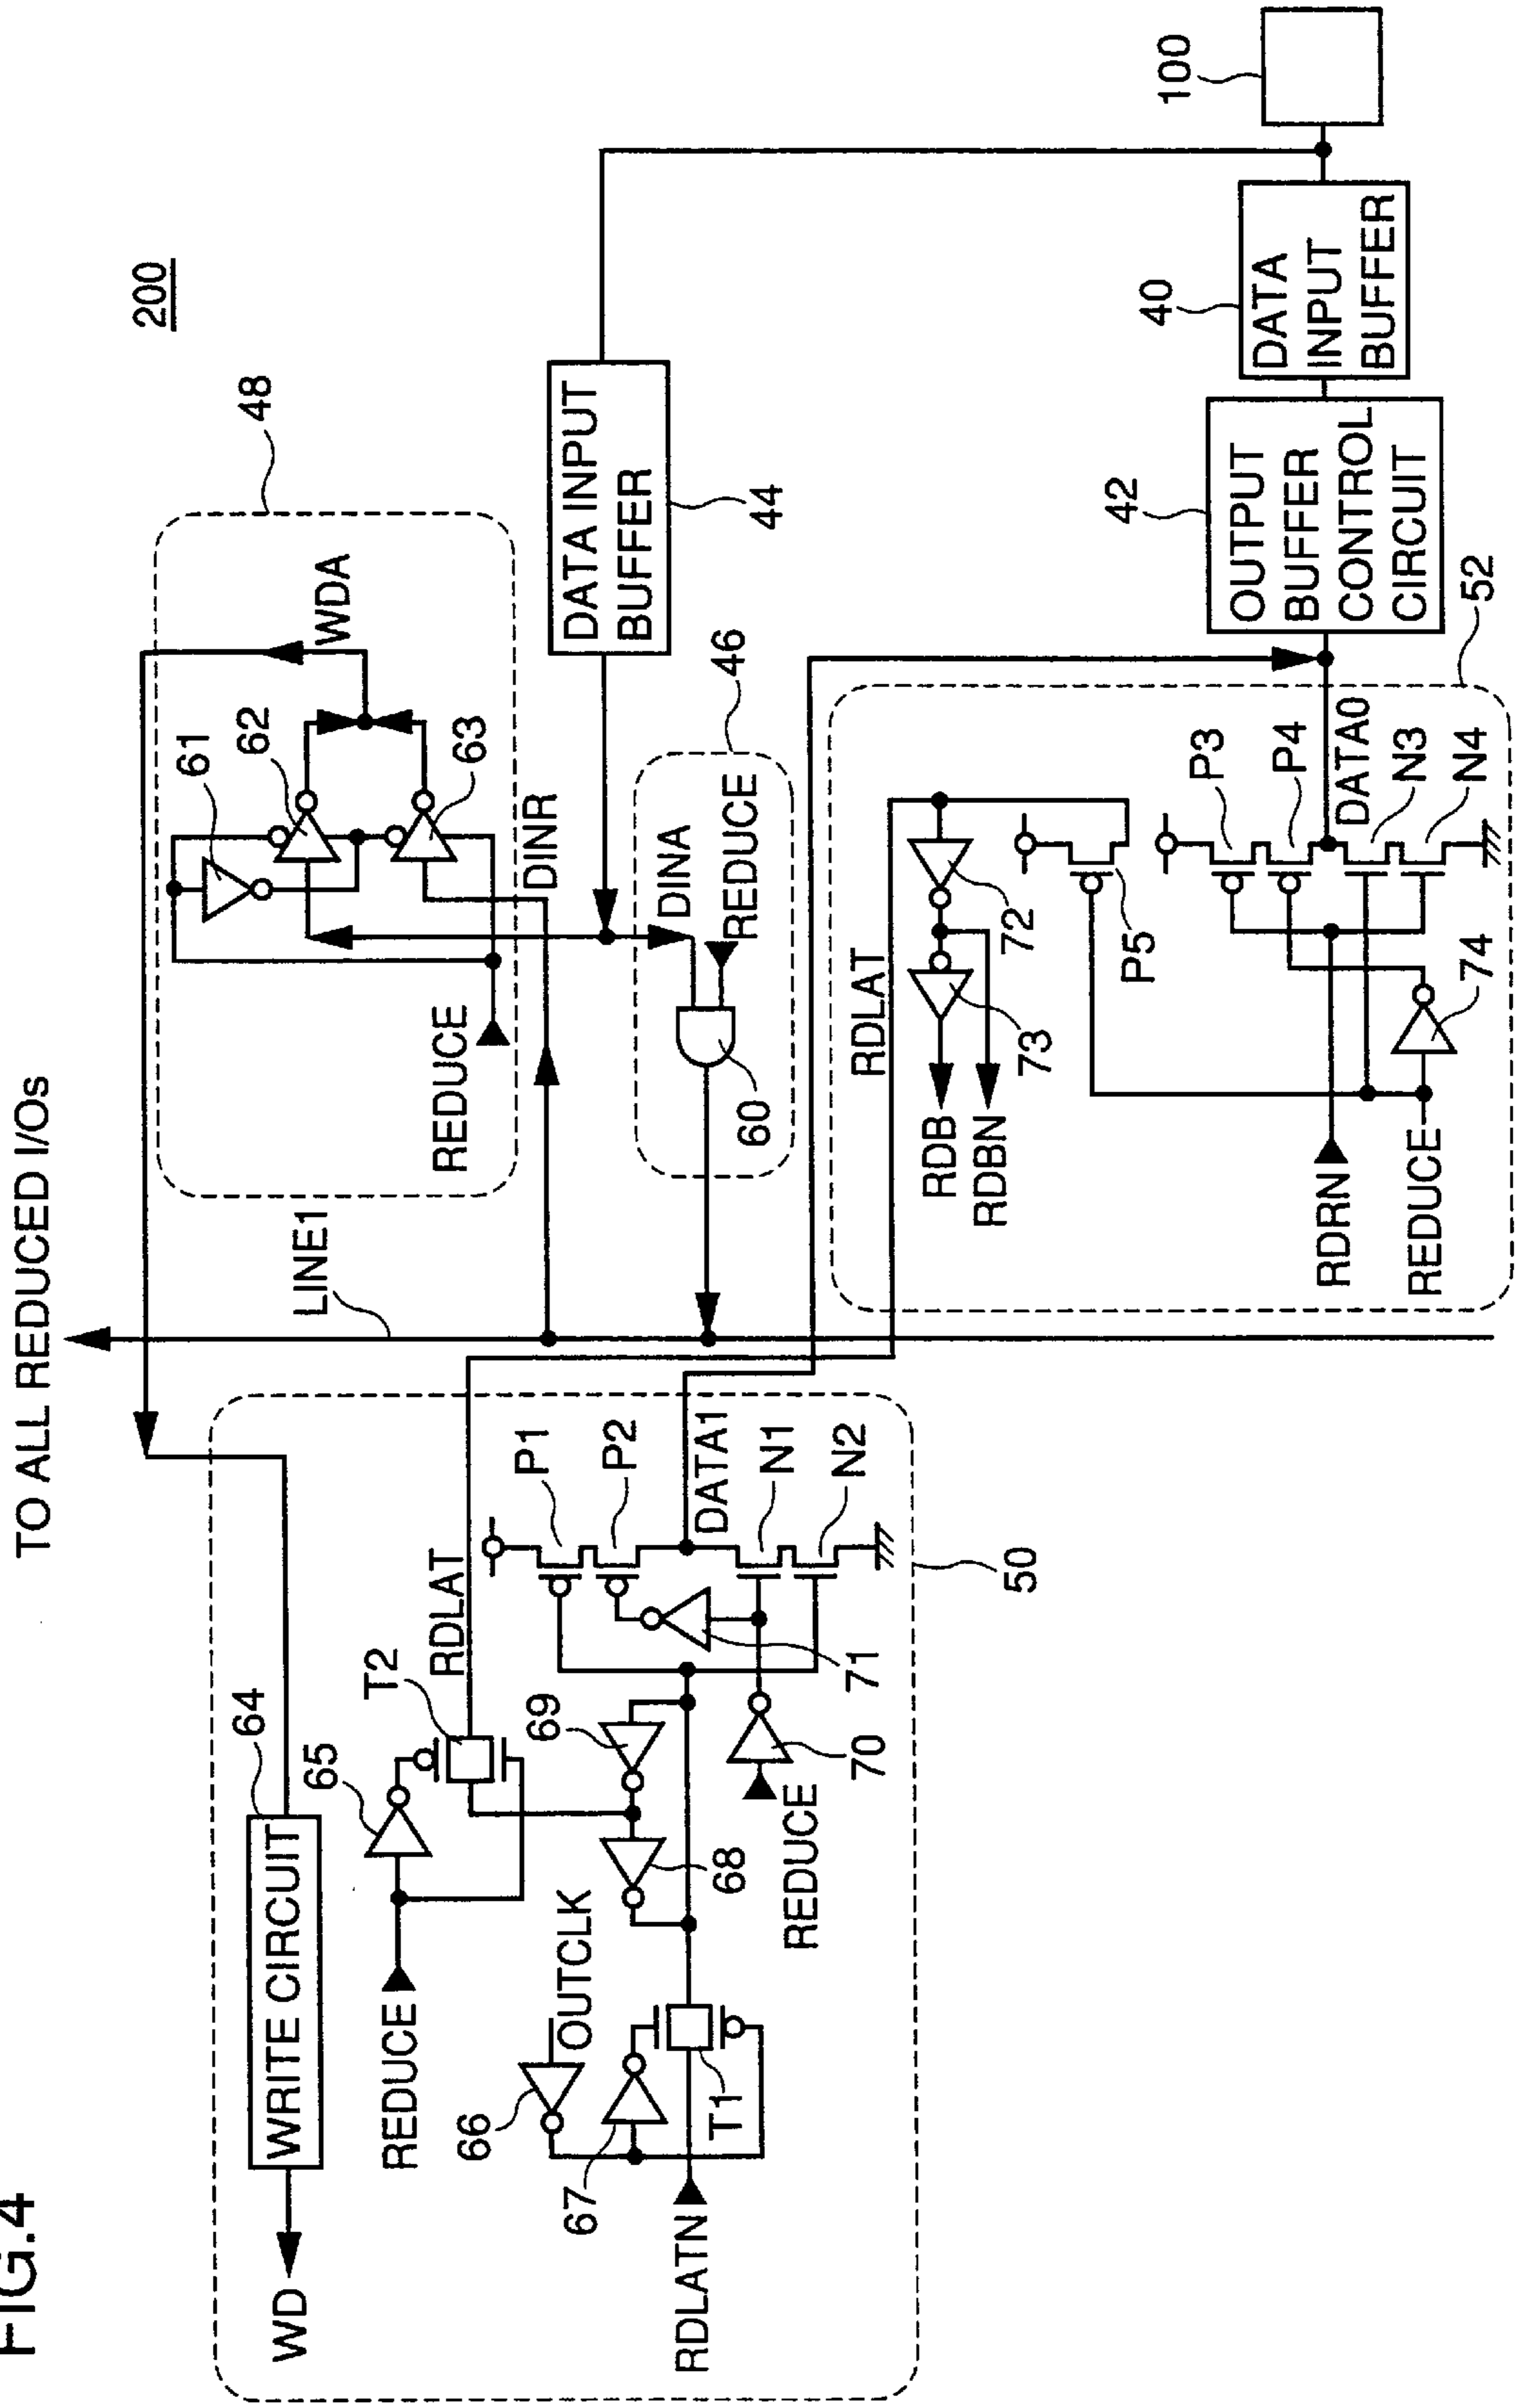 FIG.4
TO ALL REDUCED I/Os
200
WD
WRITE CIRCUIT
64
LINE1
48
REDUCE
61
62
63
WDA
DINR
DATA INPUT
BUFFER
44
46
DINA
REDUCE
60
100
40
DATA
INPUT
BUFFER
42
OUTPUT
BUFFER
CONTROL
CIRCUIT
52
RDLAT
72
73
RDB
RDBN
P5
P3
P4
DATA0
N3
N4
74
RDRN
REDUCE
50
REDUCE
65
T2
RDLAT
66
OUTCLK
67
T1
RDLATN
68
69
70
REDUCE
71
P1
P2
DATA1
N1
N2